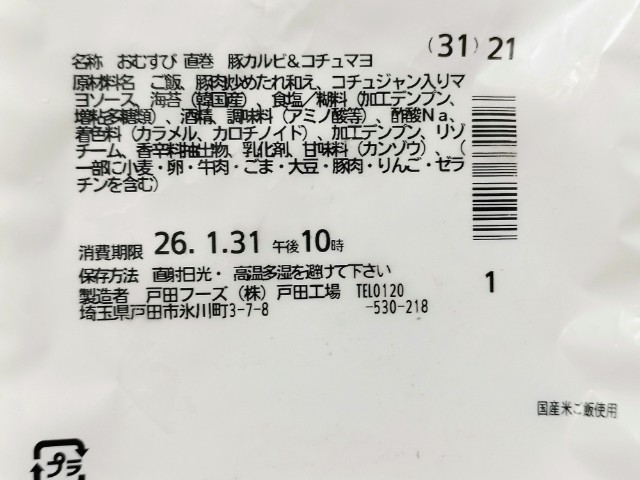 (31) 21
名称 おむすび 直巻 豚カルビ&コチュマヨ
原材料名 ご飯、豚肉炒めたれ和え、コチュジャン入りマ
ヨソース、海苔(韓国産)、食塩/糊料(加工デンプン、
増粘多糖類)、酒精、調味料(アミノ酸等)、酢酸Na、
着色料(カラメル、カロチノイド)、加工デンプン、リゾ
チーム、香辛料抽出物、乳化剤、甘味料(カンゾウ)、(
一部に小麦・卵・牛肉・ごま・大豆・豚肉・りんご・ゼラ
チンを含む)
消費期限 26. 1.31 午後10時
保存方法 直射日光・高温多湿を避けて下さい
製造者 戸田フーズ(株)戸田工場 TEL0120
埼玉県戸田市氷川町3-7-8 -530-218
1
国産米ご飯使用
プラ